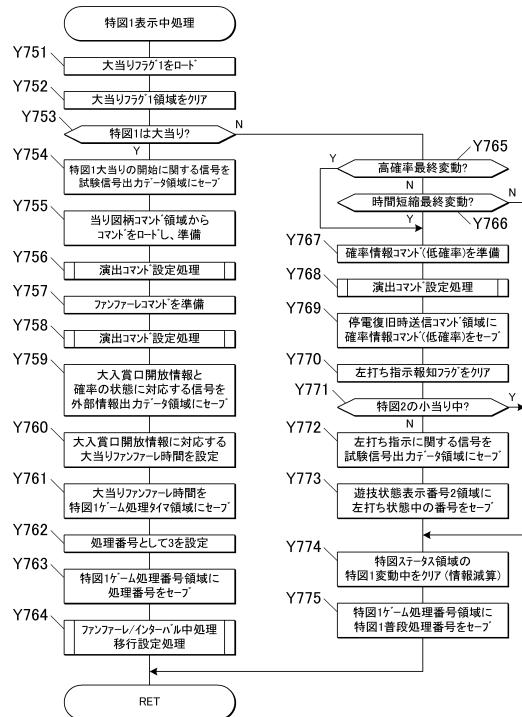 特図1表示中処理
Y751
大当りフラグ1をロード
Y752
大当りフラグ1領域をクリア
Y753
特図1は大当り?
N
Y
Y754
特図1大当りの開始に関する信号を
試験信号出力データ領域にセーブ
Y755
当り図柄コマンド領域から
コマンドをロードし、準備
Y756
演出コマンド設定処理
Y757
ファンファーレコマンドを準備
Y758
演出コマンド設定処理
Y759
大入賞口開放情報と
確率の状態に対応する信号を
外部情報出力データ領域にセーブ
Y760
大入賞口開放情報に対応する
大当りファンファーレ時間を設定
Y761
大当りファンファーレ時間を
特図1ゲーム処理タイマ領域にセーブ
Y762
処理番号として3を設定
Y763
特図1ゲーム処理番号領域に
処理番号をセーブ
Y764
ファンファーレ/インターバル中処理
移行設定処理
Y765
高確率最終変動?
Y
N
時間短縮最終変動?
N
Y766
Y
Y767
確率情報コマンド(低確率)を準備
Y768
演出コマンド設定処理
Y769
停電復旧時送信コマンド領域に
確率情報コマンド(低確率)をセーブ
Y770
左打ち指示報知フラグをクリア
Y771
特図2の小当り中?
Y
N
Y772
左打ち指示に関する信号を
試験信号出力データ領域にセーブ
Y773
遊技状態表示番号2領域に
左打ち状態中の番号をセーブ
Y774
特図ステータス領域の
特図1変動中をクリア(情報減算)
Y775
特図1ゲーム処理番号領域に
特図1普段処理番号をセーブ
RET